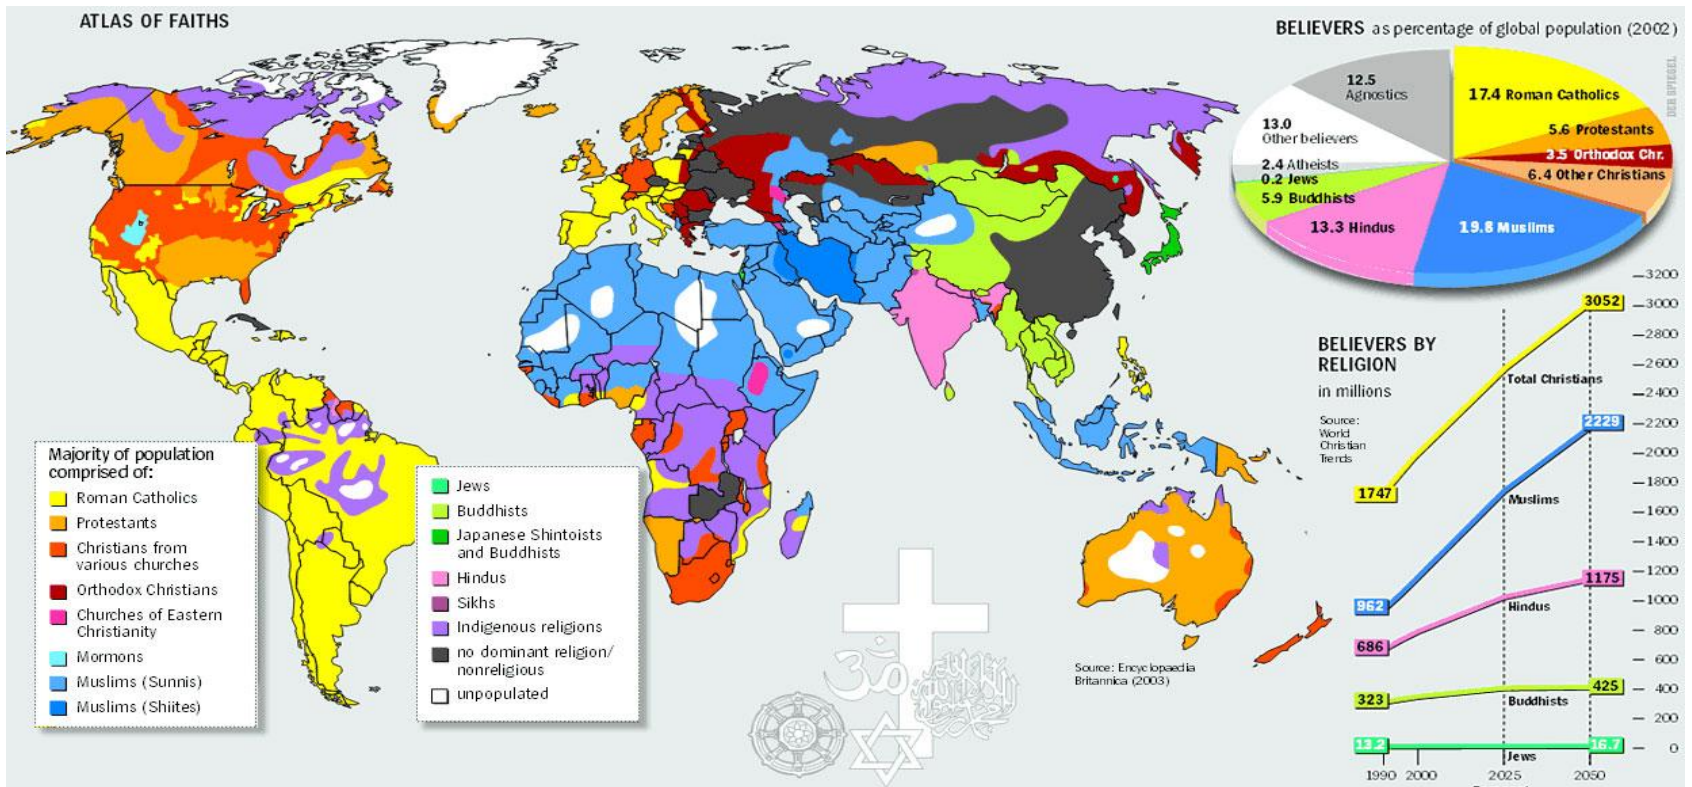 ATLAS OF FAITHS
BELIEVERS as percentage of global population (2002)
12.5
Agnostics
17.4 Roman Catholics
13.0
Other believers
5.6 Protestants
3.5 Orthodox Chr.
2.4 Atheists
6.4 Other Christians
0.2 Jews
5.9 Buddhists
13.3 Hindus
19.8 Muslims
DER SPIEGEL
Majority of population
comprised of:
Roman Catholics
Protestants
Christians from
various churches
Orthodox Christians
Churches of Eastern
Christianity
Mormons
Muslims (Sunnis)
Muslims (Shiites)
Jews
Buddhists
Japanese Shintoists
and Buddhists
Hindus
Sikhs
Indigenous religions
no dominant religion/
nonreligious
unpopulated
Source: Encyclopaedia
Britannica (2003)
BELIEVERS BY
RELIGION
in millions
Source:
World
Christian
Trends
3200
3000
2800
2600
2400
2200
2000
1800
1600
1400
1200
1000
800
600
400
200
0
3052
Total Christians
1747
2229
Muslims
962
1175
Hindus
686
425
Buddhists
323
16.7
Jews
13.2
1990 2000 2025 2050
ॐ